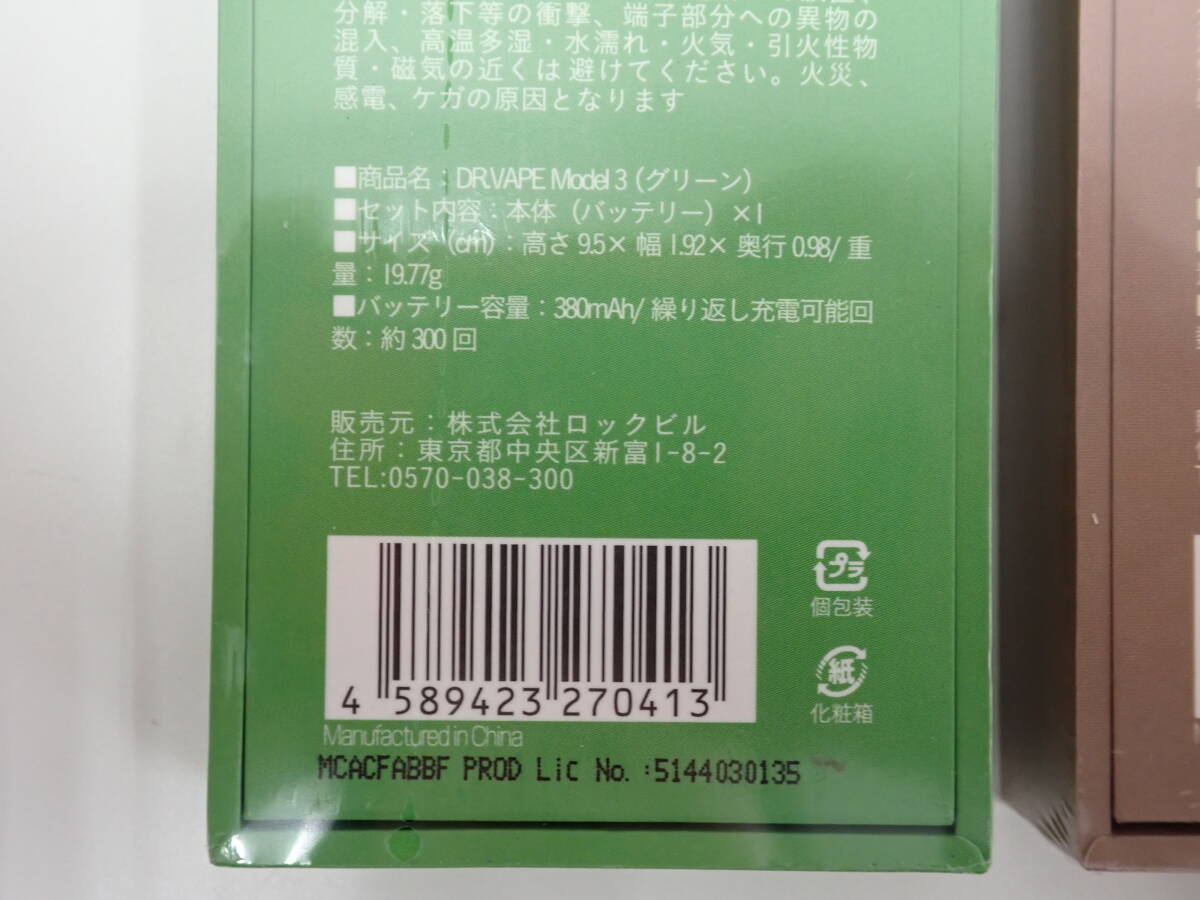 分解・落下等の衝撃、端子部分への異物の
混入、高温多湿・水濡れ・火気・引火性物
質・磁気の近くは避けてください。火災、
感電、ケガの原因となります
■商品名：DR.VAPE Model 3（グリーン）
■セット内容：本体（バッテリー）×1
■サイズ（cm）：高さ 9.5× 幅 1.92× 奥行 0.98/ 重
量：19.77g
■バッテリー容量：380mAh/ 繰り返し充電可能回
数：約 300 回
販売元：株式会社ロックビル
住所：東京都中央区新富1-8-2
TEL:0570-038-300
4 589423 270413
プラ
個包装
紙
化粧箱
Manufactured in China
MCACFABBF PROD Lic No. :5144030135